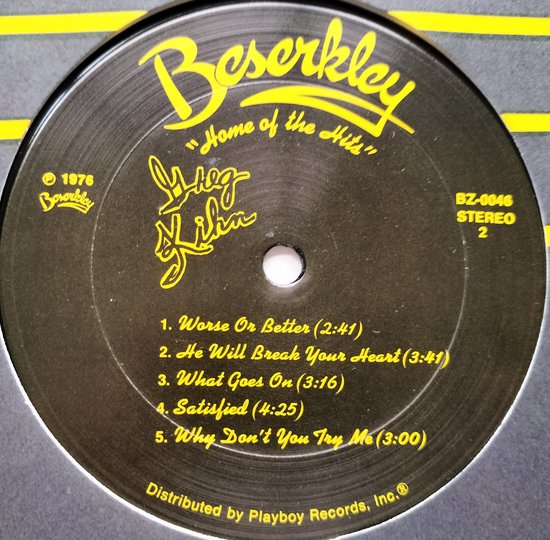 Beserkley
"Home of the Hits"
℗ 1976
Beserkley
Greg
Kihn
BZ-0046
STEREO
2
1. Worse Or Better (2:41)
2. He Will Break Your Heart (3:41)
3. What Goes On (3:16)
4. Satisfied (4:25)
5. Why Don't You Try Me (3:00)
Distributed by Playboy Records, Inc.®